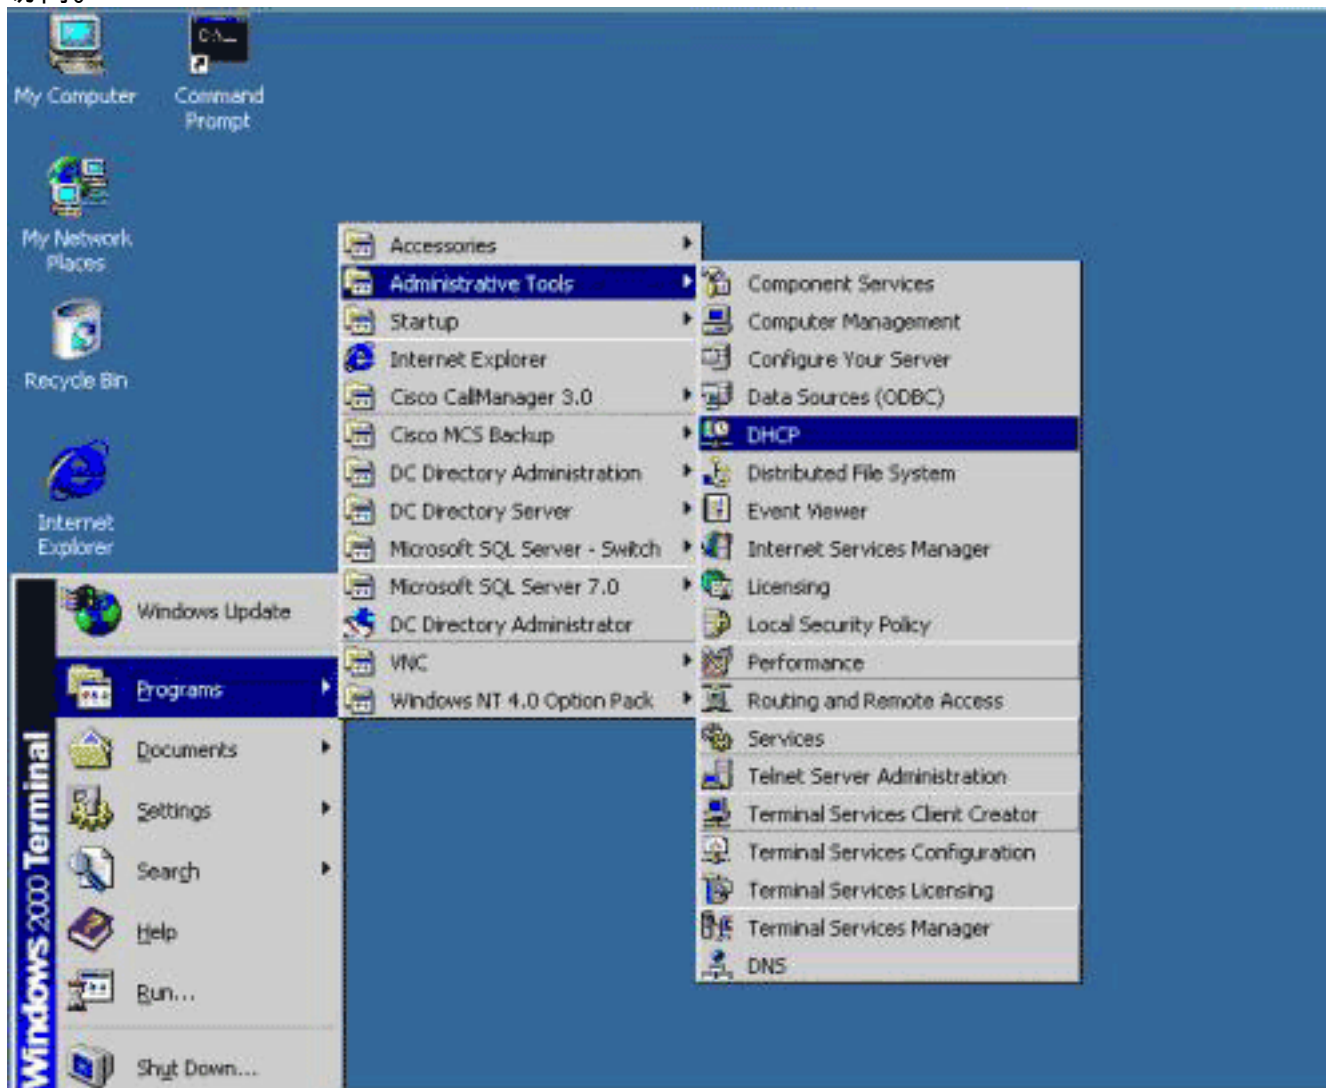 My Computer
Command
Prompt
My Network
Places
Recycle Bin
Internet
Explorer
Accessories
Administrative Tools
Startup
Internet Explorer
Cisco CallManager 3.0
Cisco MCS Backup
DC Directory Administration
DC Directory Server
Microsoft SQL Server - Switch
Microsoft SQL Server 7.0
DC Directory Administrator
VNC
Windows NT 4.0 Option Pack
Component Services
Computer Management
Configure Your Server
Data Sources (ODBC)
DHCP
Distributed File System
Event Viewer
Internet Services Manager
Licensing
Local Security Policy
Performance
Routing and Remote Access
Services
Telnet Server Administration
Terminal Services Client Creator
Terminal Services Configuration
Terminal Services Licensing
Terminal Services Manager
DNS
Windows Update
Programs
Documents
Settings
Search
Help
Run...
Shut Down...
Windows 2000 Terminal